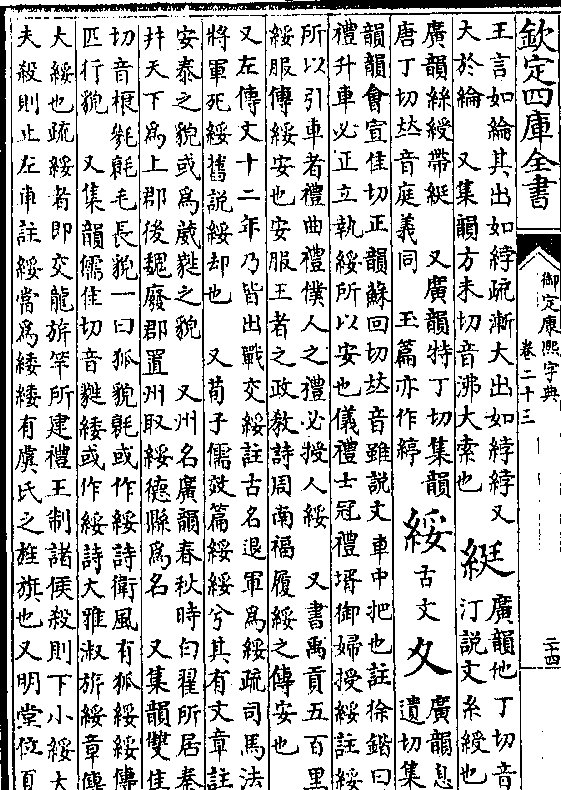 欽定四庫全書
御定康熙字典
卷二十三
二十四
王言如綸其出如綍疏漸大出如綍綍又
大於綸 又集韻方未切音沸大索也
綎
廣韻他丁切音
汀說文糸綬也
廣韻絲綬帶綎 又廣韻特丁切集韻
唐丁切𠀤音庭義同 玉篇亦作
綏 古文 夊
廣韻息
遺切集
韻韻會宣佳切正韻蘇回切𠀤音雖說文車中把也註徐鍇曰
禮升車必正立執綏所以安也儀禮士冠禮壻御婦授綏註綏
所以引車者禮曲禮僕人之禮必授人綏 又書禹貢五百里
綏服傳綏安也安服王者之政教詩周南福履綏之傳安也
又左傳文十二年乃皆出戰交綏註古名退軍爲綏疏司馬法
將軍死綏舊說綏却也 又荀子儒效篇綏綏兮其有文章註
安泰之貌或爲葳甤之貌 又州名廣韻春秋時白翟所居秦
幷天下爲上郡後魏廢郡置州取綏德縣爲名 又集韻雙佳
切音榱毸毢毛長貌一曰狐貌毢或作綏詩衛風有狐綏綏傳
匹行貌 又集韻儒佳切音甤緌或作綏詩大雅淑旂綏章傳
大綏也疏綏者即交龍旂竿所建禮王制諸侯殺則下小綏大
夫殺則止左車註綏當爲緌緌有虞氏之旌旗也又明堂位夏